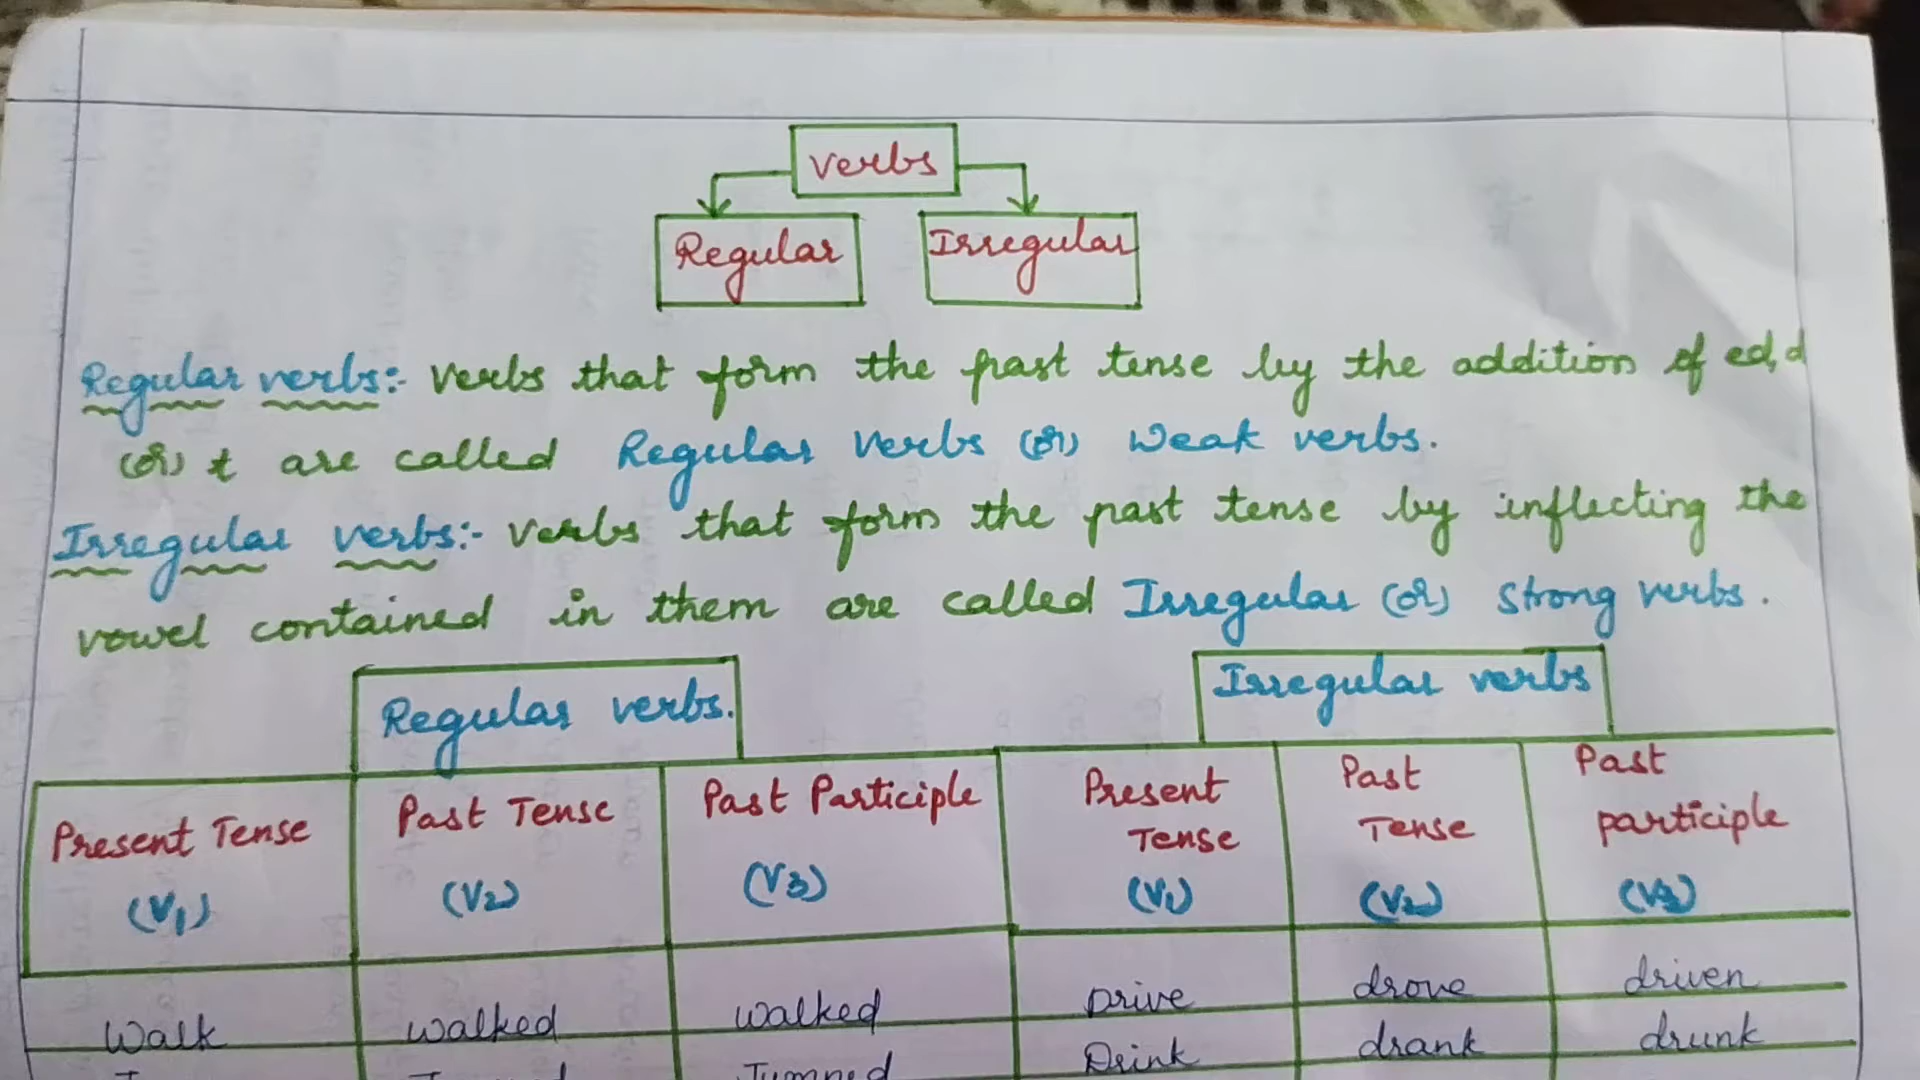 verbs
Regular Irregular
Regular verbs:- Verbs that form the past tense by the addition of ed, d
(or) t are called Regular Verbs (or) Weak verbs.
Irregular verbs:- Verbs that form the past tense by inflecting the
vowel contained in them are called Irregular (or) Strong verbs.
Regular verbs. Irregular verbs
Present Tense Past Tense Past Participle Present Tense Past Tense Past participle
(V1) (V2) (V3) (V1) (V2) (V3)
Walk walked walked Drive drove driven
Jumped Drink drank drunk